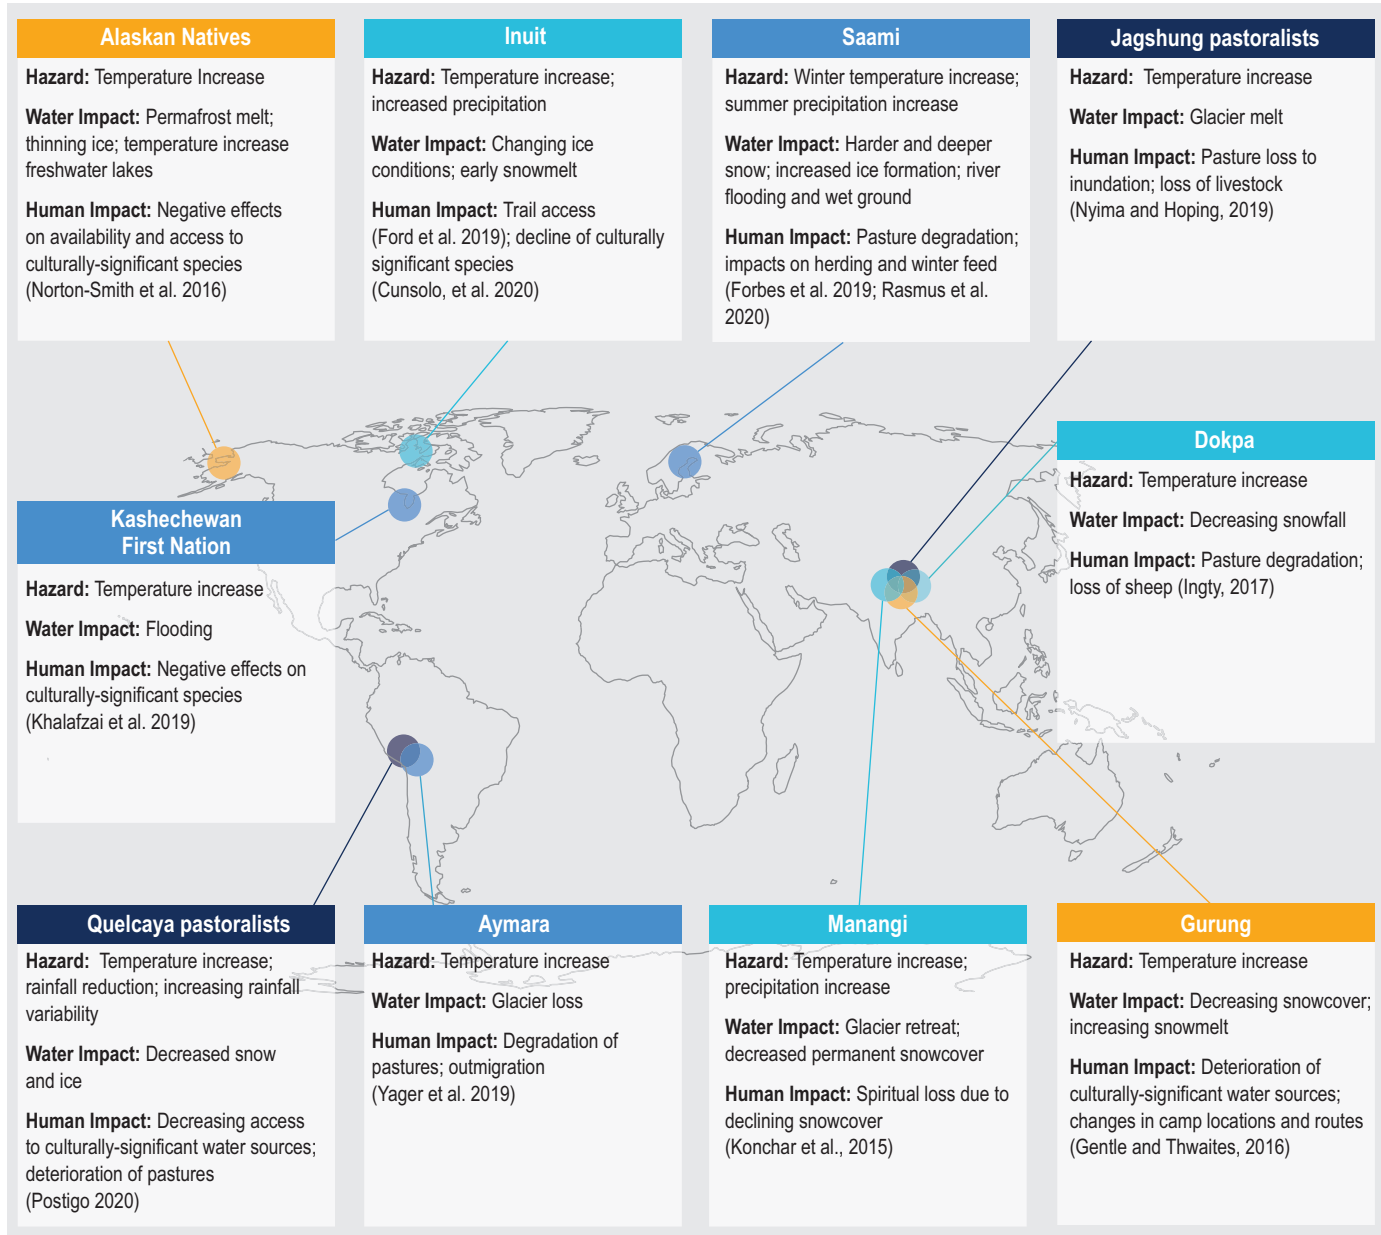 Alaskan Natives
Hazard: Temperature Increase
Water Impact: Permafrost melt;
thinning ice; temperature increase
freshwater lakes
Human Impact: Negative effects
on availability and access to
culturally-significant species
(Norton-Smith et al. 2016)
Inuit
Hazard: Temperature increase;
increased precipitation
Water Impact: Changing ice
conditions; early snowmelt
Human Impact: Trail access
(Ford et al. 2019); decline of culturally
significant species
(Cunsolo, et al. 2020)
Saami
Hazard: Winter temperature increase;
summer precipitation increase
Water Impact: Harder and deeper
snow; increased ice formation; river
flooding and wet ground
Human Impact: Pasture degradation;
impacts on herding and winter feed
(Forbes et al. 2019; Rasmus et al.
2020)
Jagshung pastoralists
Hazard: Temperature increase
Water Impact: Glacier melt
Human Impact: Pasture loss to
inundation; loss of livestock
(Nyima and Hoping, 2019)
Kashechewan
First Nation
Hazard: Temperature increase
Water Impact: Flooding
Human Impact: Negative effects on
culturally-significant species
(Khalafzai et al. 2019)
Dokpa
Hazard: Temperature increase
Water Impact: Decreasing snowfall
Human Impact: Pasture degradation;
loss of sheep (Ingty, 2017)
Quelcaya pastoralists
Hazard: Temperature increase;
rainfall reduction; increasing rainfall
variability
Water Impact: Decreased snow
and ice
Human Impact: Decreasing access
to culturally-significant water sources;
deterioration of pastures
(Postigo 2020)
Aymara
Hazard: Temperature increase
Water Impact: Glacier loss
Human Impact: Degradation of
pastures; outmigration
(Yager et al. 2019)
Manangi
Hazard: Temperature increase;
precipitation increase
Water Impact: Glacier retreat;
decreased permanent snowcover
Human Impact: Spiritual loss due to
declining snowcover
(Konchar et al., 2015)
Gurung
Hazard: Temperature increase
Water Impact: Decreasing snowcover;
increasing snowmelt
Human Impact: Deterioration of
culturally-significant water sources;
changes in camp locations and routes
(Gentle and Thwaites, 2016)